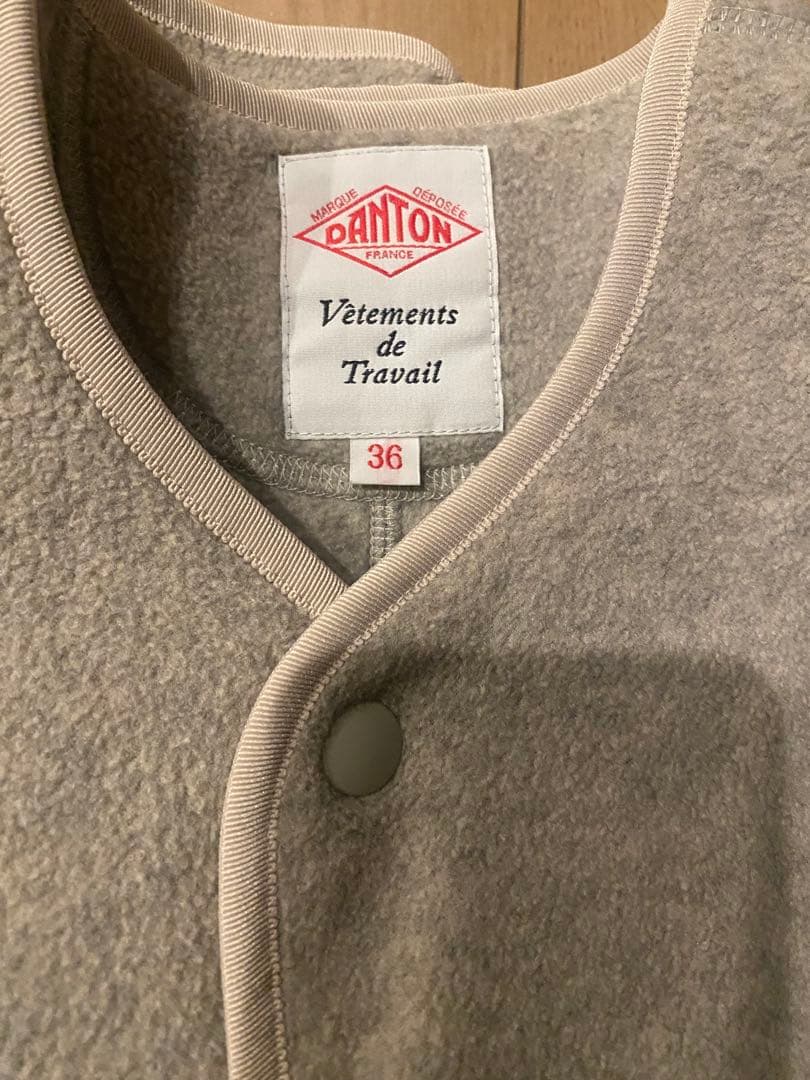 MARQUE DÉPOSÉE
DANTON
FRANCE
Vêtements
de
Travail
36